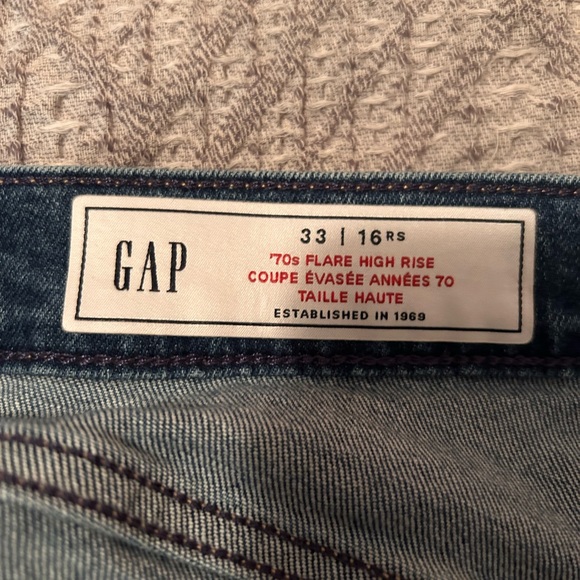 GAP
33 | 16RS
'70s FLARE HIGH RISE
COUPE ÉVASÉE ANNÉES 70
TAILLE HAUTE
ESTABLISHED IN 1969